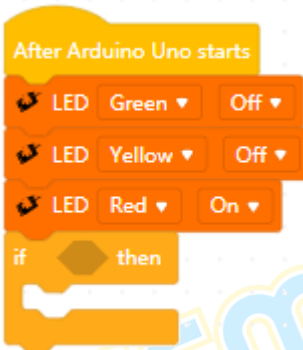 After Arduino Uno starts
LED Green Off
LED Yellow Off
LED Red On
if then